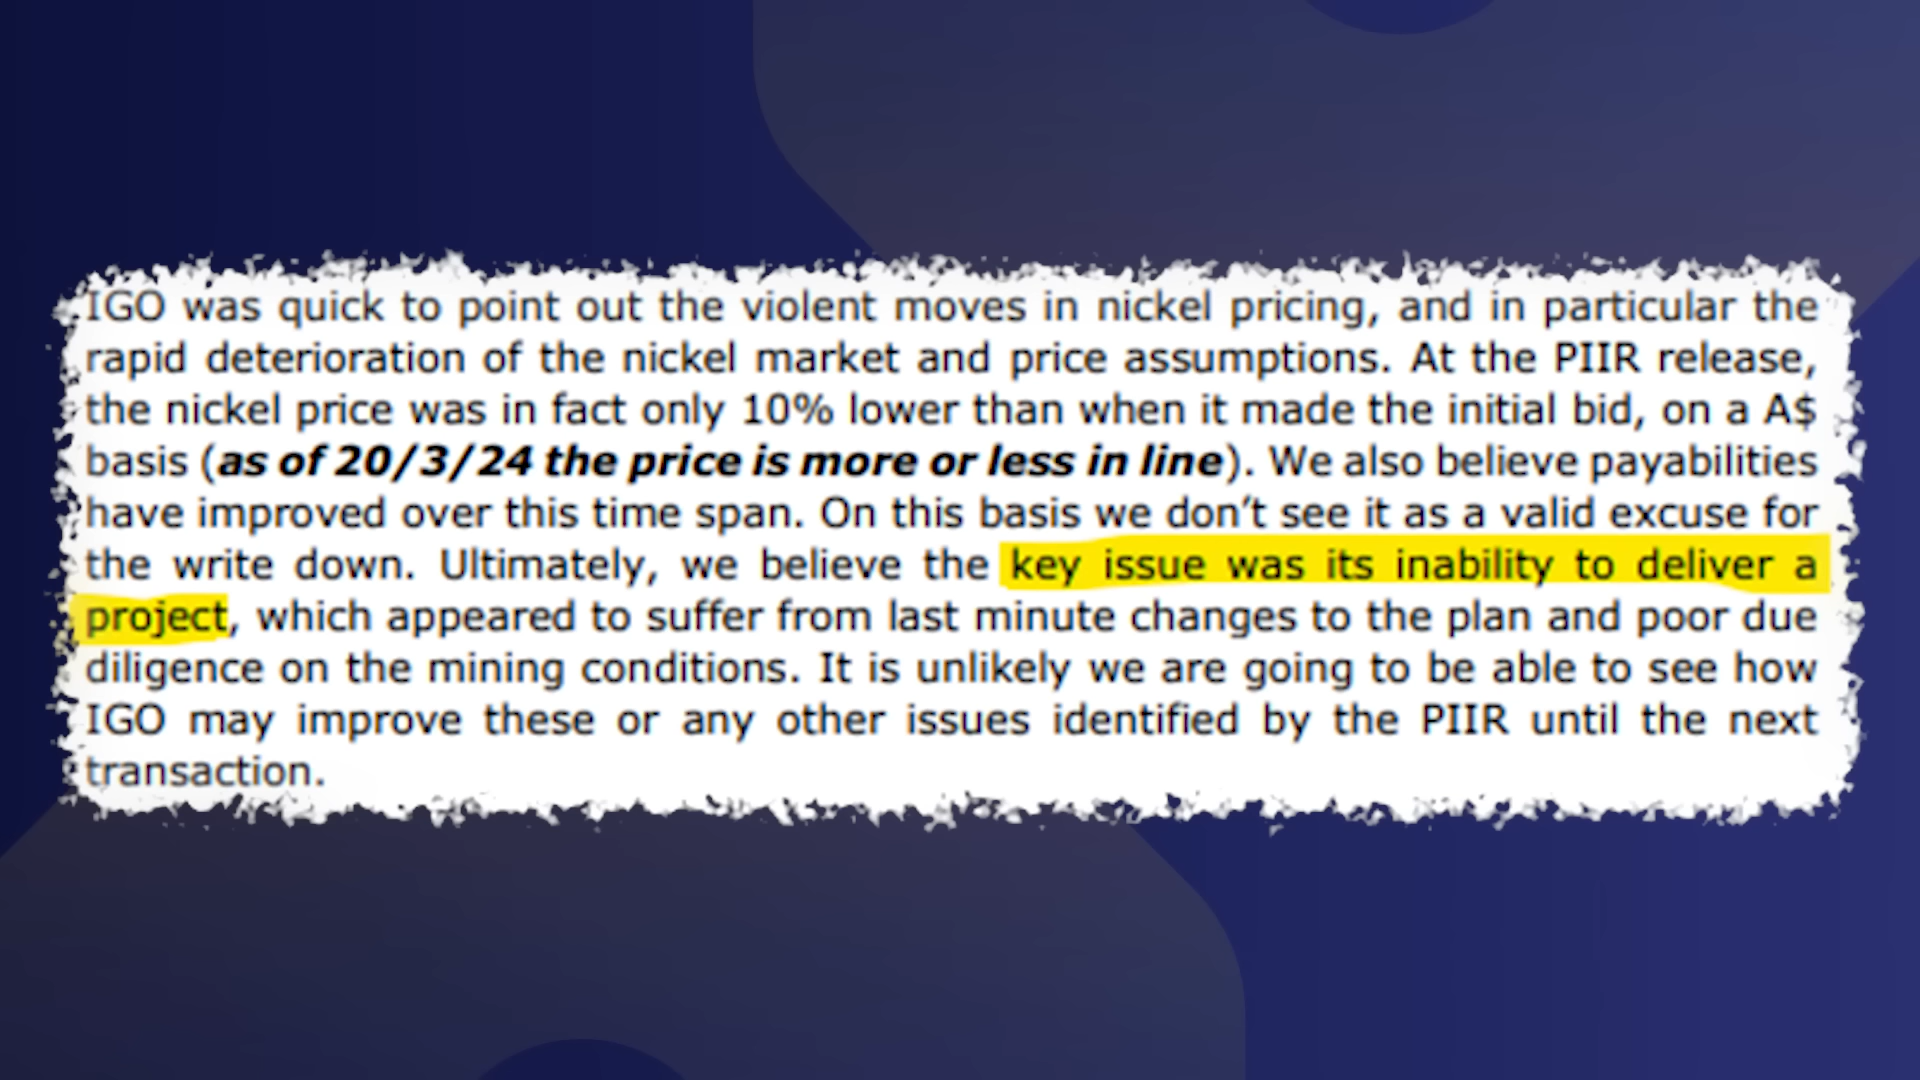 IGO was quick to point out the violent moves in nickel pricing, and in particular the
rapid deterioration of the nickel market and price assumptions. At the PIIR release,
the nickel price was in fact only 10% lower than when it made the initial bid, on a A$
basis (as of 20/3/24 the price is more or less in line). We also believe payabilities
have improved over this time span. On this basis we don’t see it as a valid excuse for
the write down. Ultimately, we believe the key issue was its inability to deliver a
project, which appeared to suffer from last minute changes to the plan and poor due
diligence on the mining conditions. It is unlikely we are going to be able to see how
IGO may improve these or any other issues identified by the PIIR until the next
transaction.